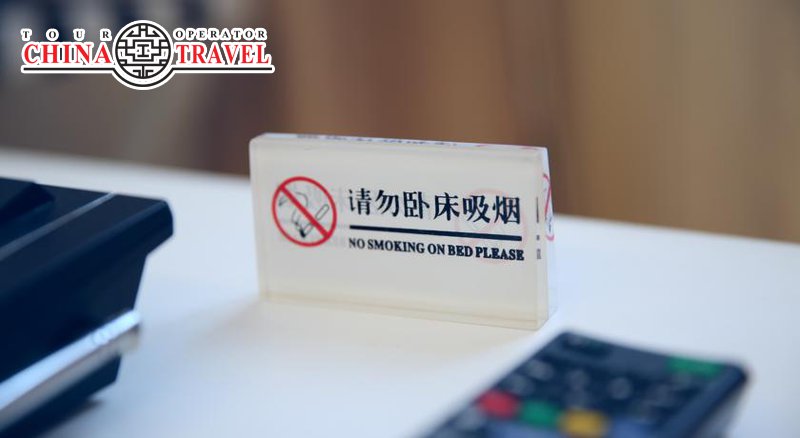 TOUR OPERATOR
CHINA TRAVEL
请勿卧床吸烟
NO SMOKING ON BED PLEASE